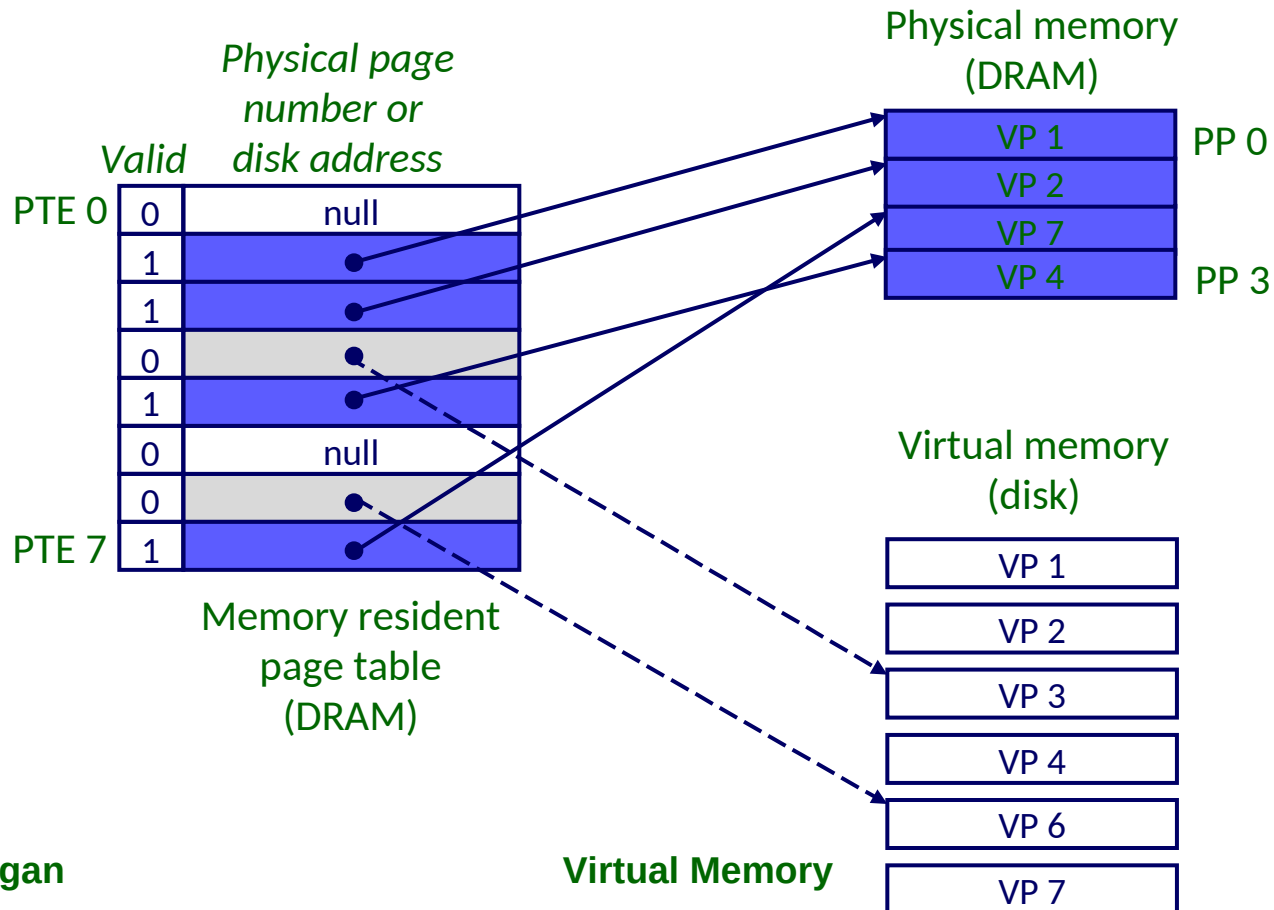 Physical page
number or
disk address
Valid
PTE 0
0
null
1
1
0
1
0
null
0
PTE 7
1
Memory resident
page table
(DRAM)
Physical memory
(DRAM)
VP 1
PP 0
VP 2
VP 7
VP 4
PP 3
Virtual memory
(disk)
VP 1
VP 2
VP 3
VP 4
VP 6
VP 7
gan
Virtual Memory